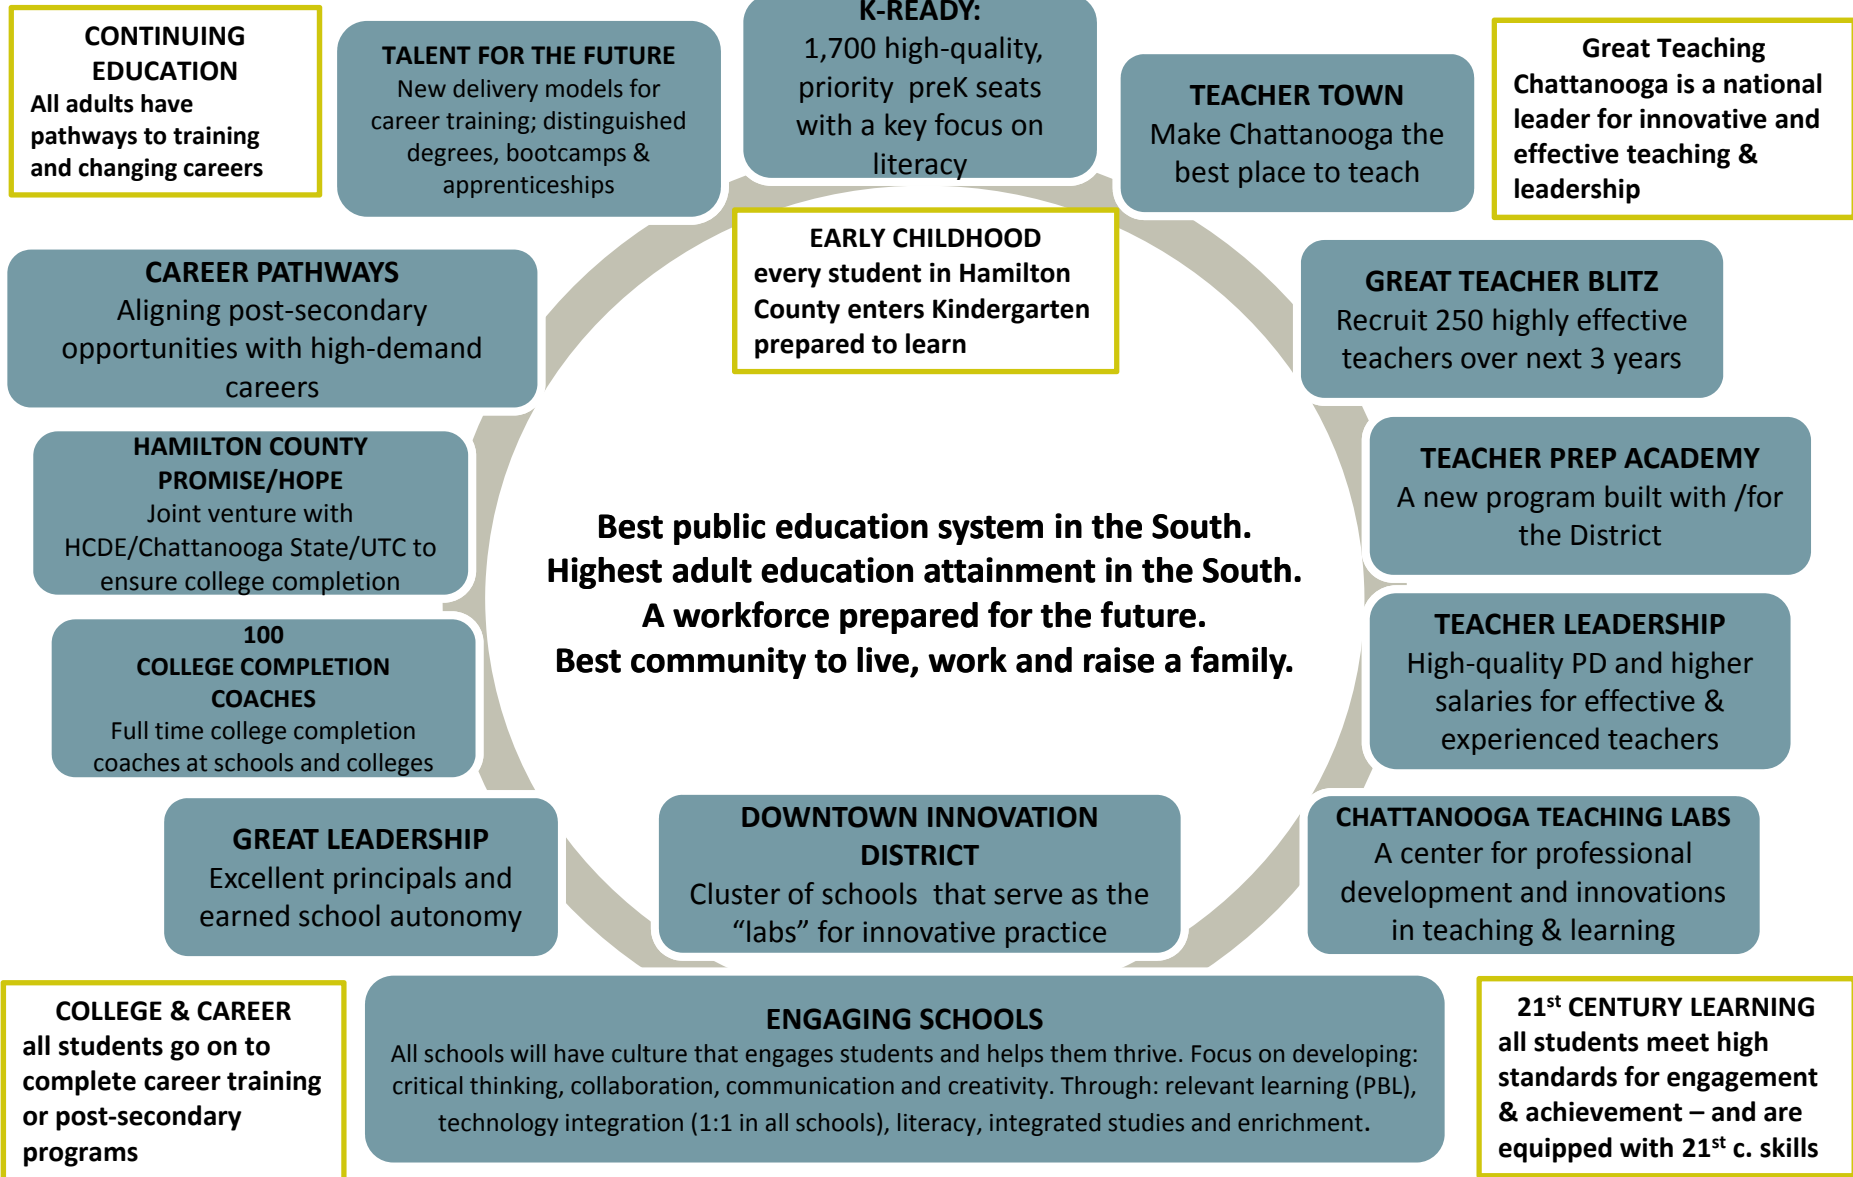 CONTINUING
EDUCATION
All adults have
pathways to training
and changing careers
TALENT FOR THE FUTURE
New delivery models for
career training; distinguished
degrees, bootcamps &
apprenticeships
K-READY:
1,700 high-quality,
priority preK seats
with a key focus on
literacy
TEACHER TOWN
Make Chattanooga the
best place to teach
Great Teaching
Chattanooga is a national
leader for innovative and
effective teaching &
leadership
EARLY CHILDHOOD
every student in Hamilton
County enters Kindergarten
prepared to learn
CAREER PATHWAYS
Aligning post-secondary
opportunities with high-demand
careers
GREAT TEACHER BLITZ
Recruit 250 highly effective
teachers over next 3 years
HAMILTON COUNTY
PROMISE/HOPE
Joint venture with
HCDE/Chattanooga State/UTC to
ensure college completion
TEACHER PREP ACADEMY
A new program built with /for
the District
Best public education system in the South.
Highest adult education attainment in the South.
A workforce prepared for the future.
Best community to live, work and raise a family.
100
COLLEGE COMPLETION
COACHES
Full time college completion
coaches at schools and colleges
TEACHER LEADERSHIP
High-quality PD and higher
salaries for effective &
experienced teachers
GREAT LEADERSHIP
Excellent principals and
earned school autonomy
DOWNTOWN INNOVATION
DISTRICT
Cluster of schools that serve as the
“labs” for innovative practice
CHATTANOOGA TEACHING LABS
A center for professional
development and innovations
in teaching & learning
COLLEGE & CAREER
all students go on to
complete career training
or post-secondary
programs
ENGAGING SCHOOLS
All schools will have culture that engages students and helps them thrive. Focus on developing:
critical thinking, collaboration, communication and creativity. Through: relevant learning (PBL),
technology integration (1:1 in all schools), literacy, integrated studies and enrichment.
21st CENTURY LEARNING
all students meet high
standards for engagement
& achievement – and are
equipped with 21st c. skills